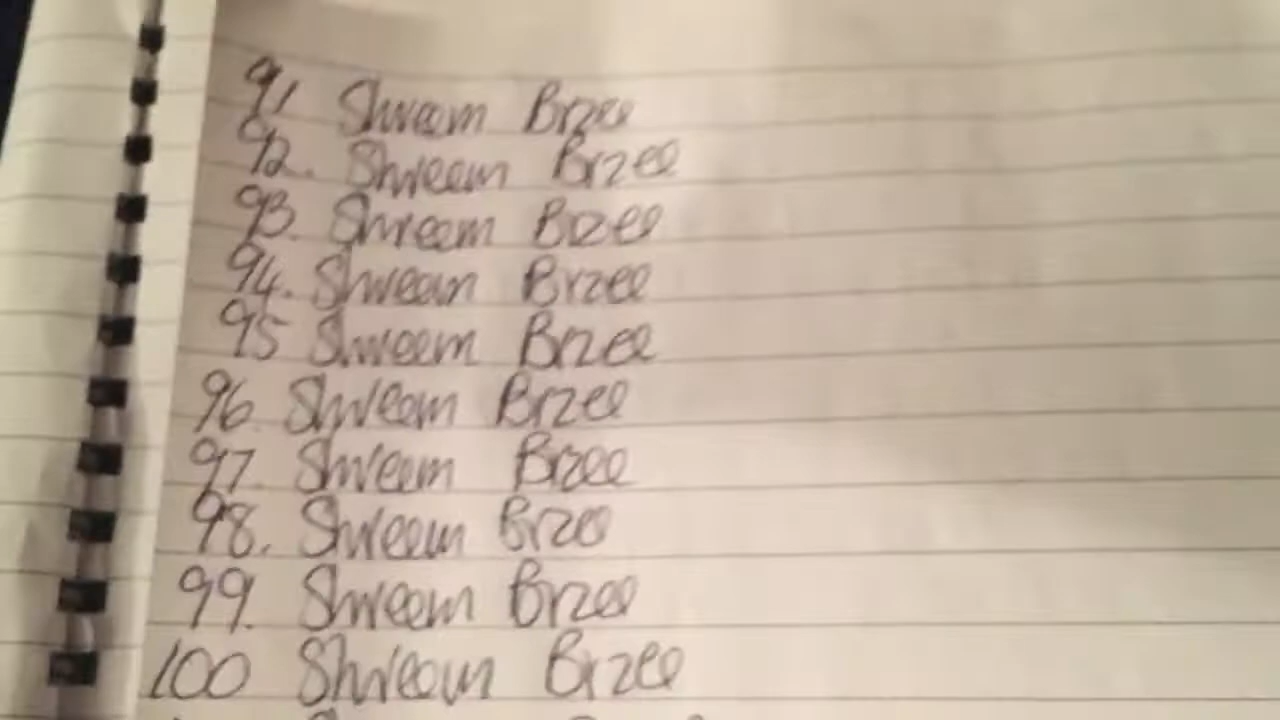 91 Shreem Brzee
92. Shreem Brzee
93. Shreem Brzee
94. Shreem Brzee
95 Shreem Brzee
96. Shreem Brzee
97. Shreem Brzee
98. Shreem Brzee
99. Shreem Brzee
100 Shreem Brzee